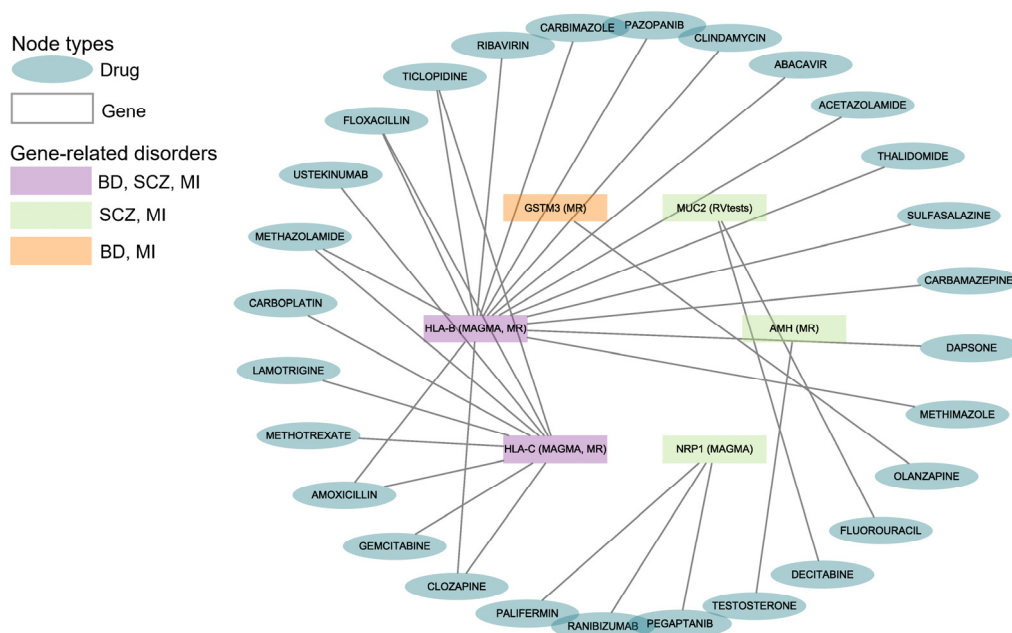 Node types
Drug
Gene
Gene-related disorders
BD, SCZ, MI
SCZ, MI
BD, MI
CARBIMAZOLE
PAZOPANIB
RIBAVIRIN
CLINDAMYCIN
TICLOPIDINE
ABACAVIR
FLOXACILLIN
ACETAZOLAMIDE
USTEKINUMAB
THALIDOMIDE
GSTM3 (MR)
MUC2 (RVtests)
SULFASALAZINE
METHAZOLAMIDE
CARBAMAZEPINE
CARBOPLATIN
HLA-B (MAGMA, MR)
AMH (MR)
DAPSONE
LAMOTRIGINE
METHIMAZOLE
METHOTREXATE
HLA-C (MAGMA, MR)
NRP1 (MAGMA)
OLANZAPINE
AMOXICILLIN
FLUOROURACIL
GEMCITABINE
DECITABINE
CLOZAPINE
TESTOSTERONE
PALIFERMIN
RANIBIZUMAB
PEGAPTANIB